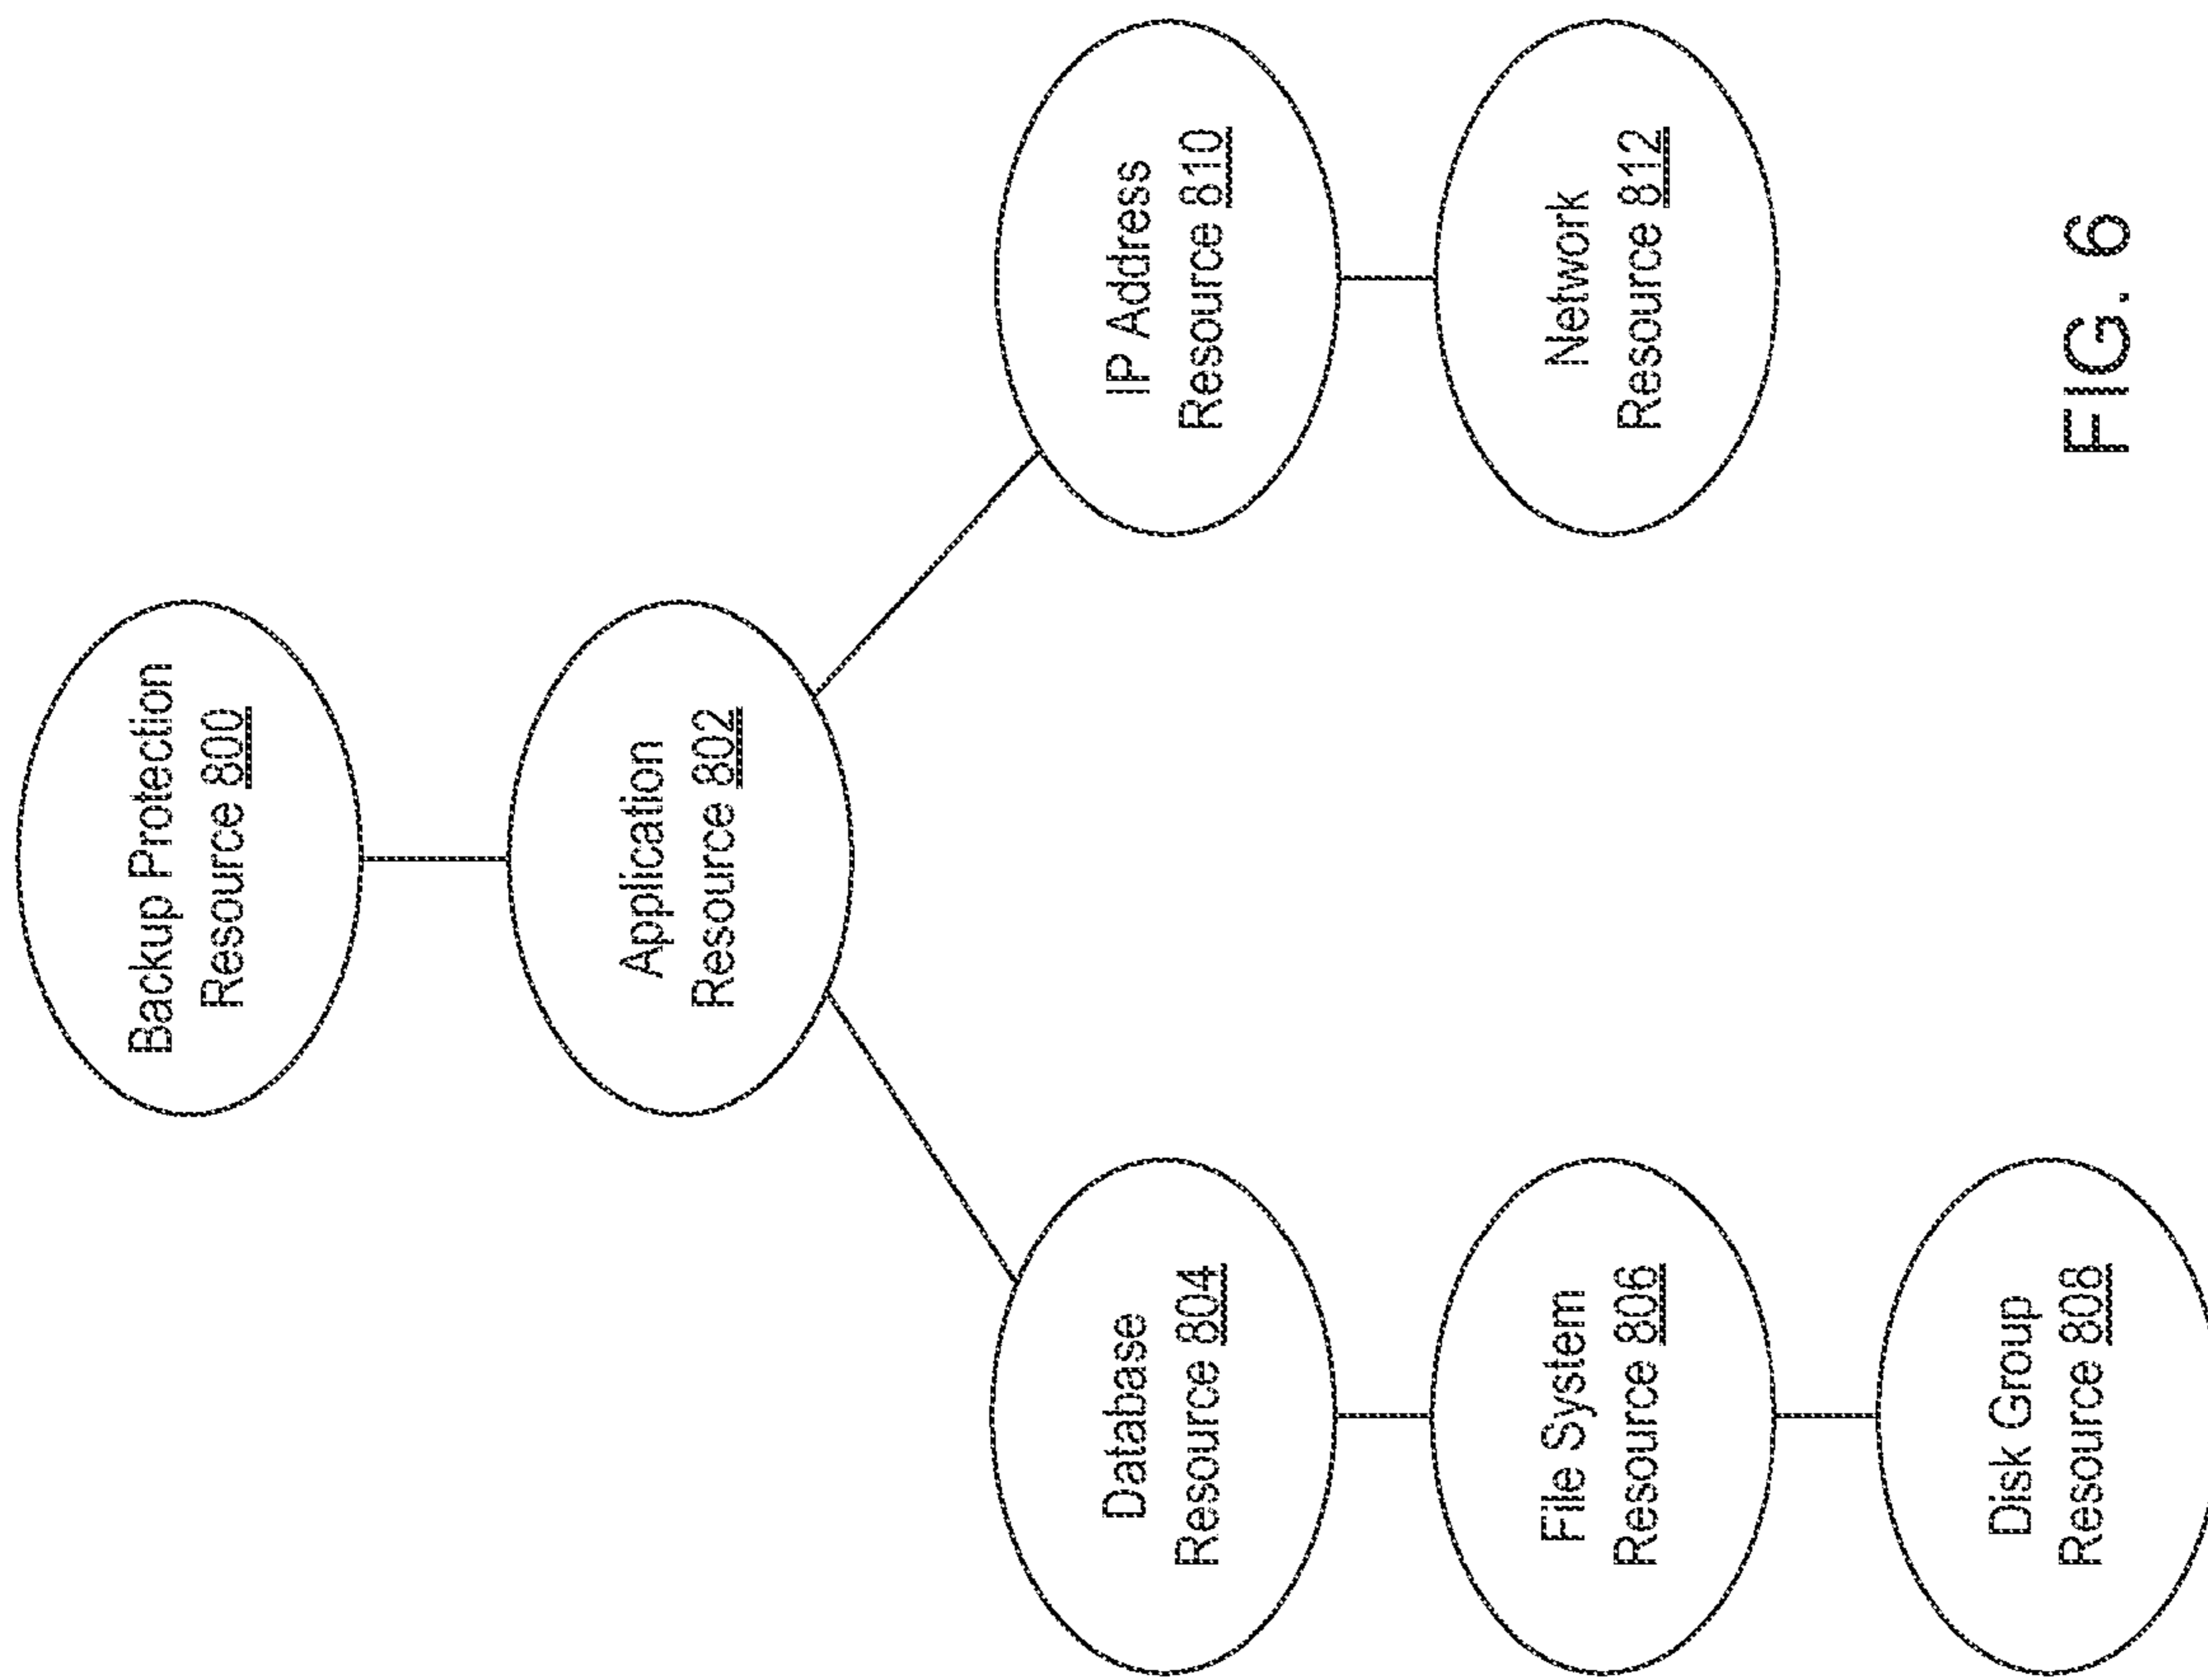 Backup Protection
Resource 800
Application
Resource 802
Database
Resource 804
File System
Resource 806
Disk Group
Resource 808
IP Address
Resource 810
Network
Resource 812
FIG. 6